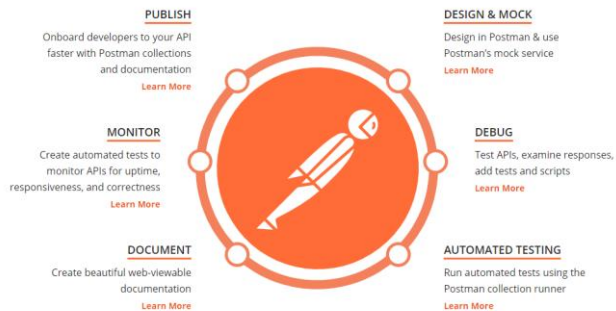 PUBLISH
Onboard developers to your API
faster with Postman collections
and documentation
Learn More
DESIGN & MOCK
Design in Postman & use
Postman's mock service
Learn More
MONITOR
Create automated tests to
monitor APIs for uptime,
responsiveness, and correctness
Learn More
DEBUG
Test APIs, examine responses,
add tests and scripts
Learn More
DOCUMENT
Create beautiful web-viewable
documentation
Learn More
AUTOMATED TESTING
Run automated tests using the
Postman collection runner
Learn More